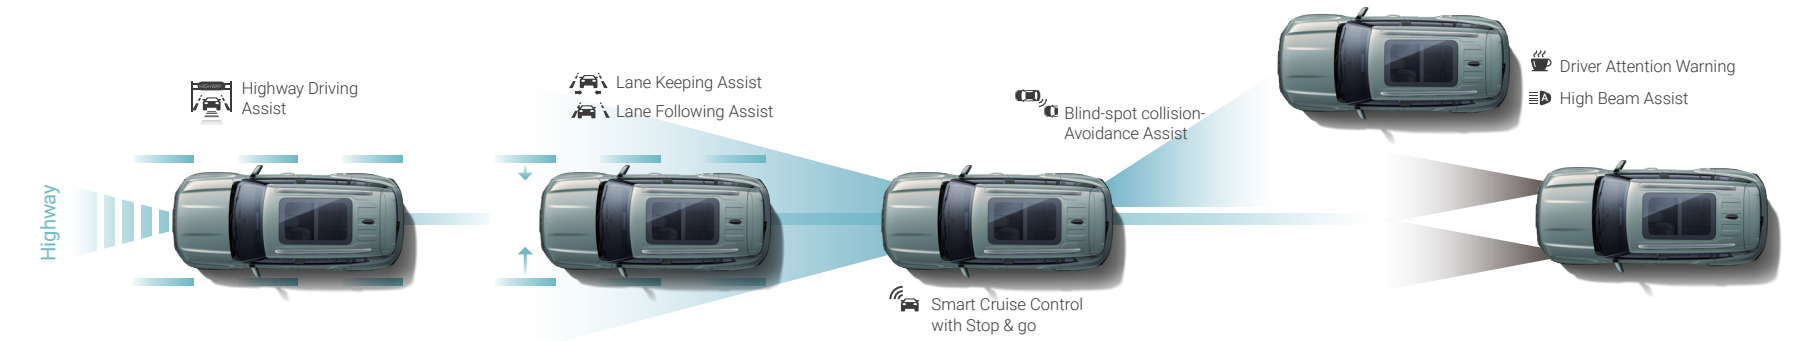 Highway
HIGHWAY
Highway Driving
Assist
Lane Keeping Assist
Lane Following Assist
Blind-spot collision-
Avoidance Assist
Smart Cruise Control
with Stop & go
Driver Attention Warning
A
High Beam Assist